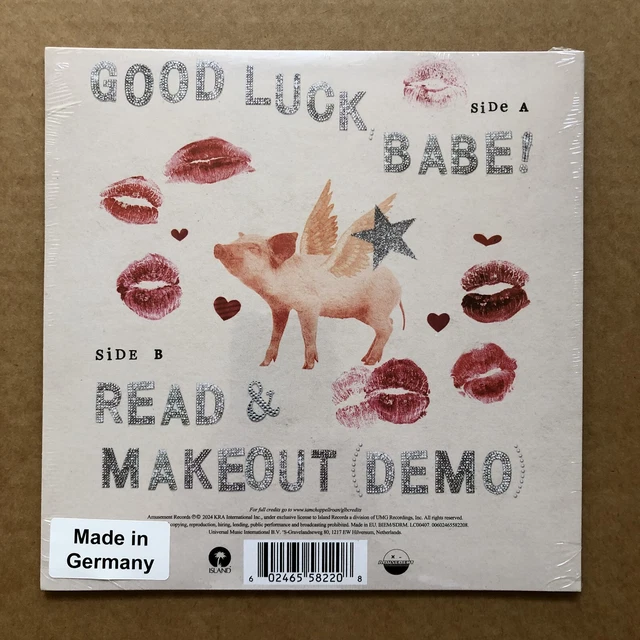 GOOD LUCK,
SiDe A
BABE!
SiDE B
READ &
MAKEOUT (DEMO)
For full credits go to www.iamchappellroan/glbcredits
Amusement Records ℗© 2024 KRA International Inc., under exclusive license to Island Records a division of UMG Recordings, Inc. All rights reserved.
copying, reproduction, hiring, lending, public performance and broadcasting prohibited. Made in EU. BIEM/SDRM. LC00407. 00602465582208.
Universal Music International B.V. 'S-Gravelandseweg 80, 1217 EW Hilversum, Netherlands.
Made in
Germany
ISLAND
6 02465 58220 8